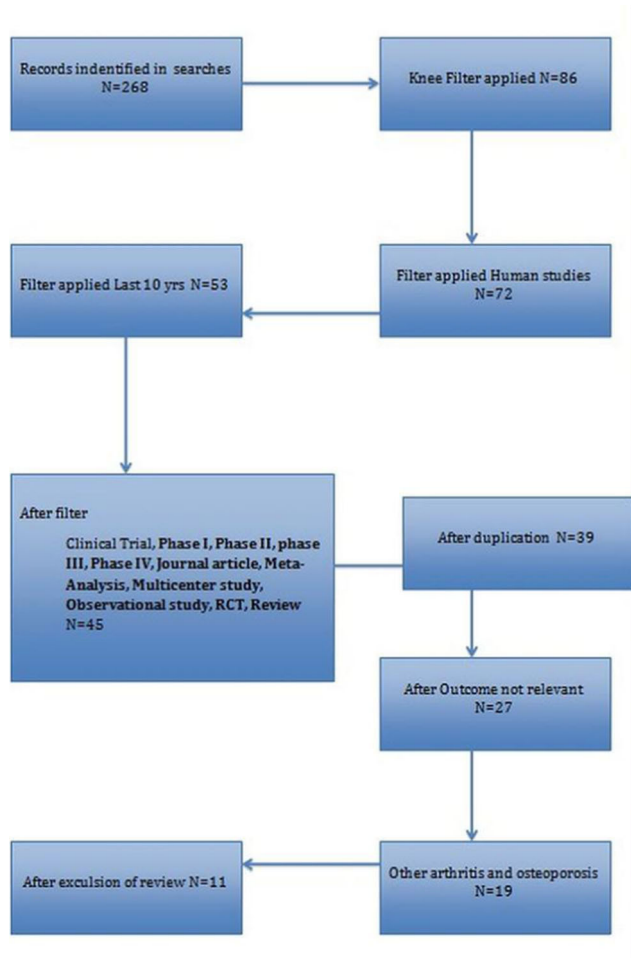 Records indentified in searches
N=268
Knee Filter applied N=86
Filter applied Human studies
N=72
Filter applied Last 10 yrs N=53
After filter
Clinical Trial, Phase I, Phase II, phase
III, Phase IV, Journal article, Meta-
Analysis, Multicenter study,
Observational study, RCT, Review
N=45
After duplication N=39
After Outcome not relevant
N=27
Other arthritis and osteoporosis
N=19
After exculsion of review N=11